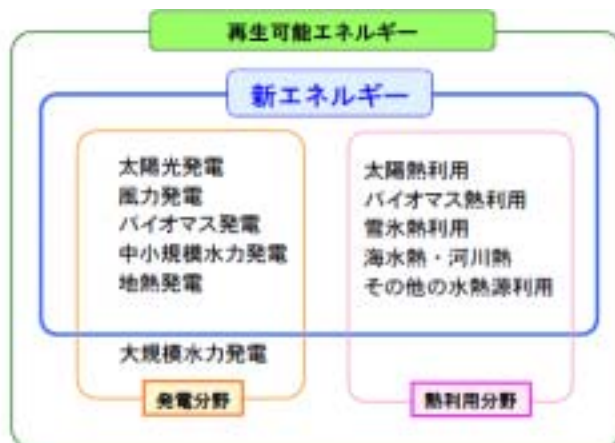 再生可能エネルギー
新エネルギー
太陽光発電
風力発電
バイオマス発電
中小規模水力発電
地熱発電
大規模水力発電
発電分野
太陽熱利用
バイオマス熱利用
雪氷熱利用
海水熱・河川熱
その他の水熱源利用
熱利用分野